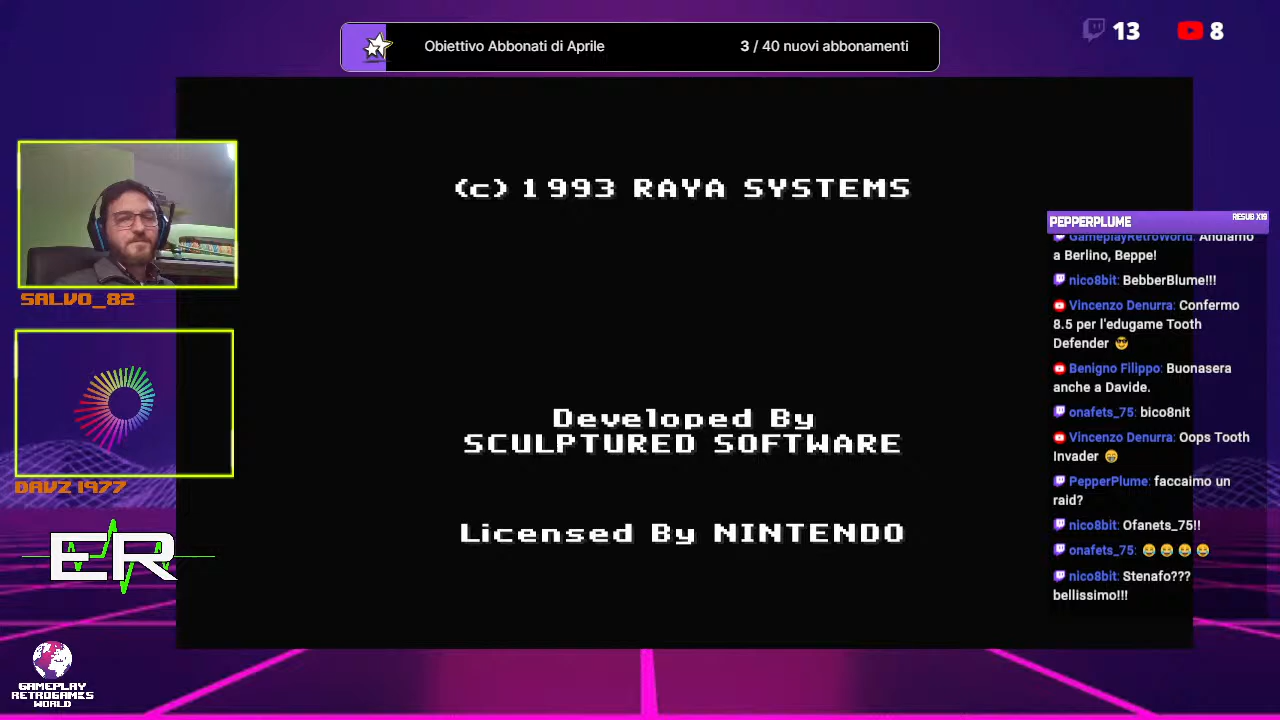 Obiettivo Abbonati di Aprile
3 / 40 nuovi abbonamenti
13
8
(c) 1993 RAYA SYSTEMS
Developed By
SCULPTURED SOFTWARE
Licensed By NINTENDO
SALVO_82
DAVZ 1977
ER
GAMEPLAY
RETROGAMES
WORLD
PEPPERPLUME
RESUB X19
GameplayRetroWorld: Andiamo
a Berlino, Beppe!
nico8bit: BebberBlume!!!
Vincenzo Denurra: Confermo
8.5 per l'edugame Tooth
Defender 😎
Benigno Filippo: Buonasera
anche a Davide.
onafets_75: bico8nit
Vincenzo Denurra: Oops Tooth
Invader 😁
PepperPlume: faccaimo un
raid?
nico8bit: Ofanets_75!!
onafets_75: 😂😂😂😂
nico8bit: Stenafo???
bellissimo!!!